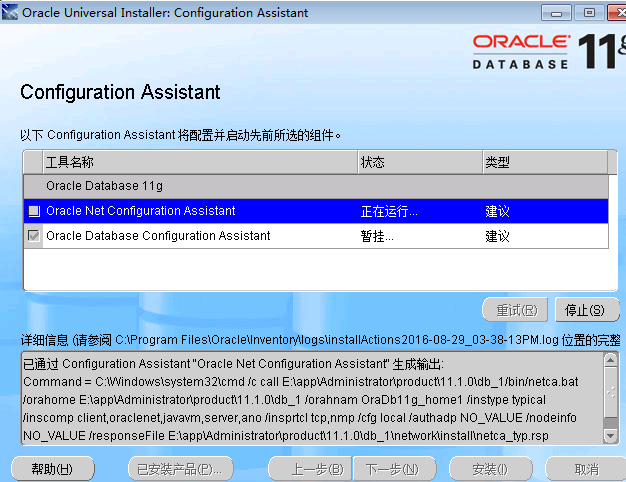 Oracle Universal Installer: Configuration Assistant
ORACLE 11g
DATABASE
Configuration Assistant
以下 Configuration Assistant 将配置并启动先前所选的组件。
工具名称 状态 类型
Oracle Database 11g
Oracle Net Configuration Assistant 正在运行... 建议
Oracle Database Configuration Assistant 暂挂... 建议
重试(R) 停止(S)
详细信息 (请参阅 C:\Program Files\Oracle\Inventory\logs\installActions2016-08-29_03-38-13PM.log 位置的完整
已通过 Configuration Assistant "Oracle Net Configuration Assistant" 生成输出:
Command = C:\Windows\system32\cmd /c call E:\app\Administrator\product\11.1.0\db_1/bin/netca.bat
/orahome E:\app\Administrator\product\11.1.0\db_1 /orahnam OraDb11g_home1 /instype typical
/inscomp client,oraclenet,javavm,server,ano /insprtcl tcp,nmp /cfg local /authadp NO_VALUE /nodeinfo
NO_VALUE /responseFile E:\app\Administrator\product\11.1.0\db_1\network\install\netca_typ.rsp
帮助(H) 已安装产品(P)... 上一步(B) 下一步(N) 安装(I) 取消